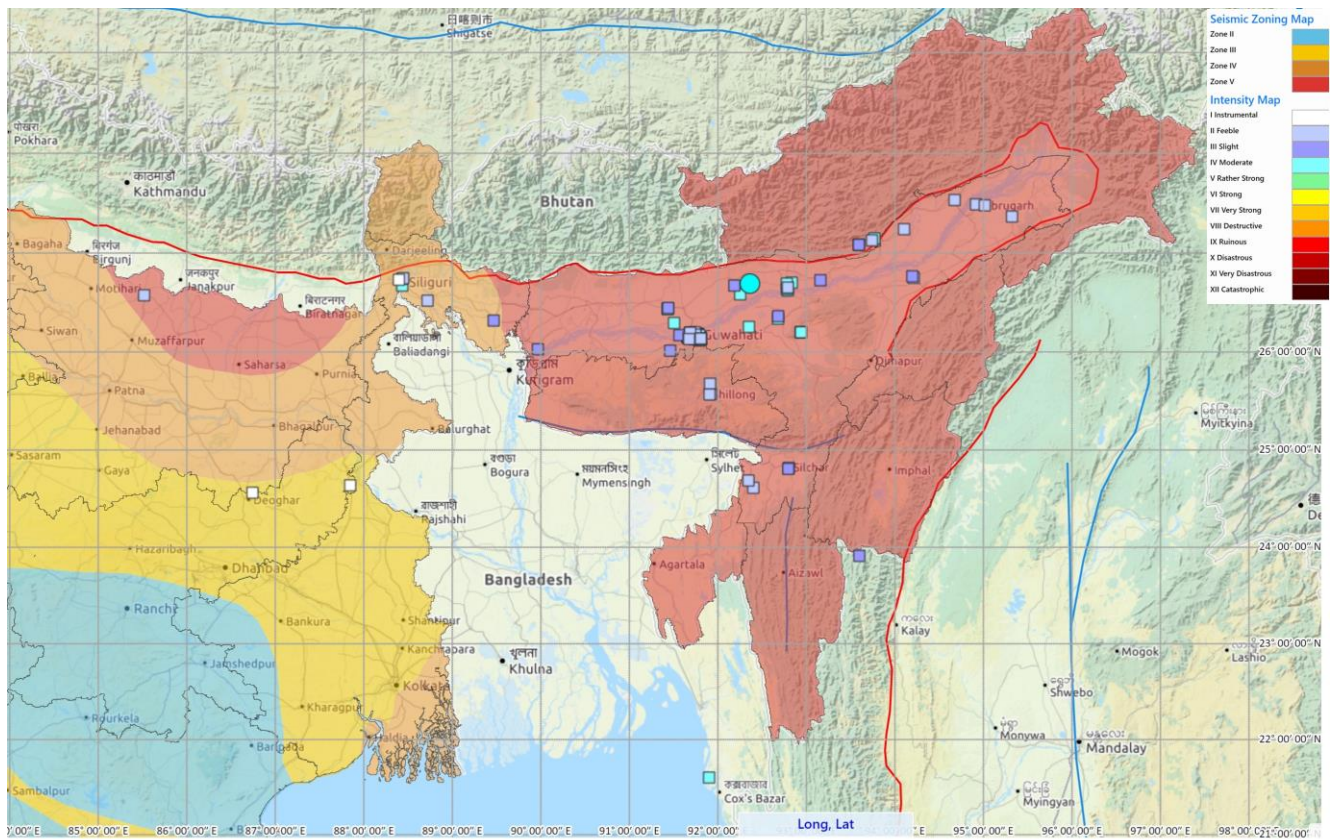 日喀则市
Shigatse
पोखरा
Pokhara
काठमाडौं
Kathmandu
Bhutan
Bagaha
बिरगंज
Birgunj
जनकपुर
Janakpur
बिराटनगर
Biratnagar
Darjeeling
Siliguri
Motihari
Siwan
Muzaffarpur
Saharsa
Purnia
Ballia
Patna
Jehanabad
Bhagalpur
Sasaram
Gaya
Deoghar
Hazaribagh
Dhanbad
Ranchi
Bankura
Jamshedpur
Rourkela
Kharagpur
Baripada
Sambalpur
Shantipur
Kanchrapara
Kolkata
Haldia
Baliadangi
কুড়িগ্রাম
Kurigram
Balurghat
বগুড়া
Bogura
ময়মনসিংহ
Mymensingh
সিলেট
Sylhet
রাজশাহী
Rajshahi
Bangladesh
খুলনা
Khulna
Guwahati
Shillong
Dimapur
brugarh
Silchar
Imphal
Agartala
Aizawl
কক্সবাজার
Cox's Bazar
Kalay
Mogok
Lashio
Shwebo
Monywa
Mandalay
Myingyan
Myitkyina
Seismic Zoning Map
Zone II
Zone III
Zone IV
Zone V
Intensity Map
I Instrumental
II Feeble
III Slight
IV Moderate
V Rather Strong
VI Strong
VII Very Strong
VIII Destructive
IX Ruinous
X Disastrous
XI Very Disastrous
XII Catastrophic
26° 00' 00" N
25° 00' 00" N
24° 00' 00" N
23° 00' 00" N
22° 00' 00" N
21° 00' 00" N
85° 00' 00" E
86° 00' 00" E
87° 00' 00" E
88° 00' 00" E
89° 00' 00" E
90° 00' 00" E
91° 00' 00" E
92° 00' 00" E
95° 00' 00" E
96° 00' 00" E
97° 00' 00" E
Long, Lat